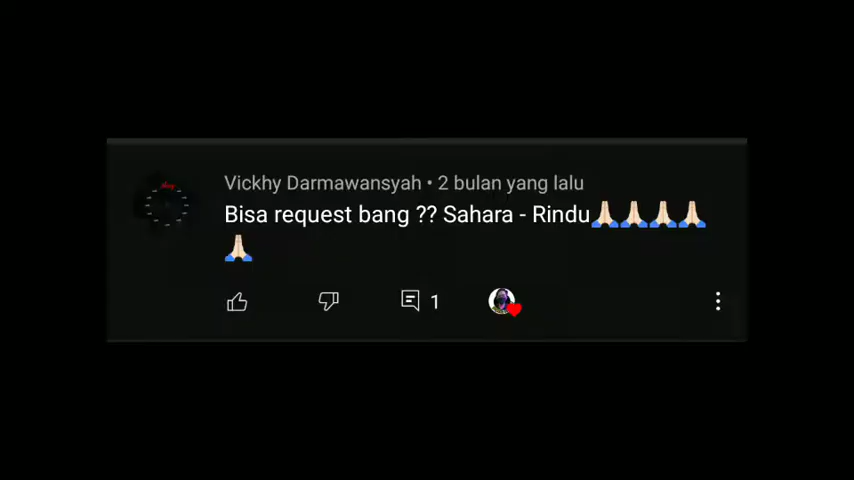 Vickhy Darmawansyah • 2 bulan yang lalu
Bisa request bang ?? Sahara - Rindu🙏🏻🙏🏻🙏🏻🙏🏻
🙏🏻
1